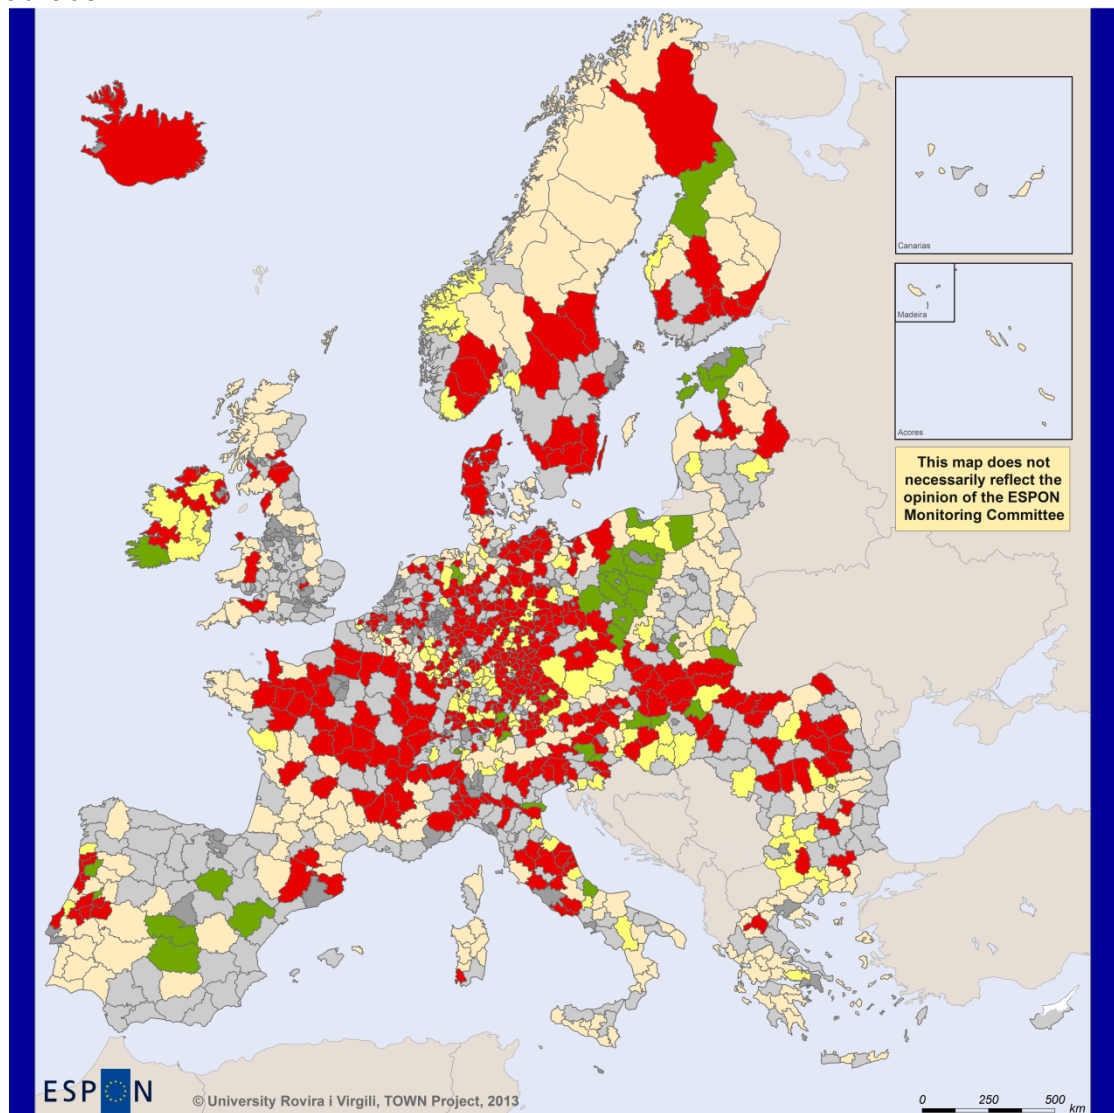 Canarias
Madeira
Acores
This map does not
necessarily reflect the
opinion of the ESPON
Monitoring Committee
ESPON
© University Rovira i Virgili, TOWN Project, 2013
0 250 500
km